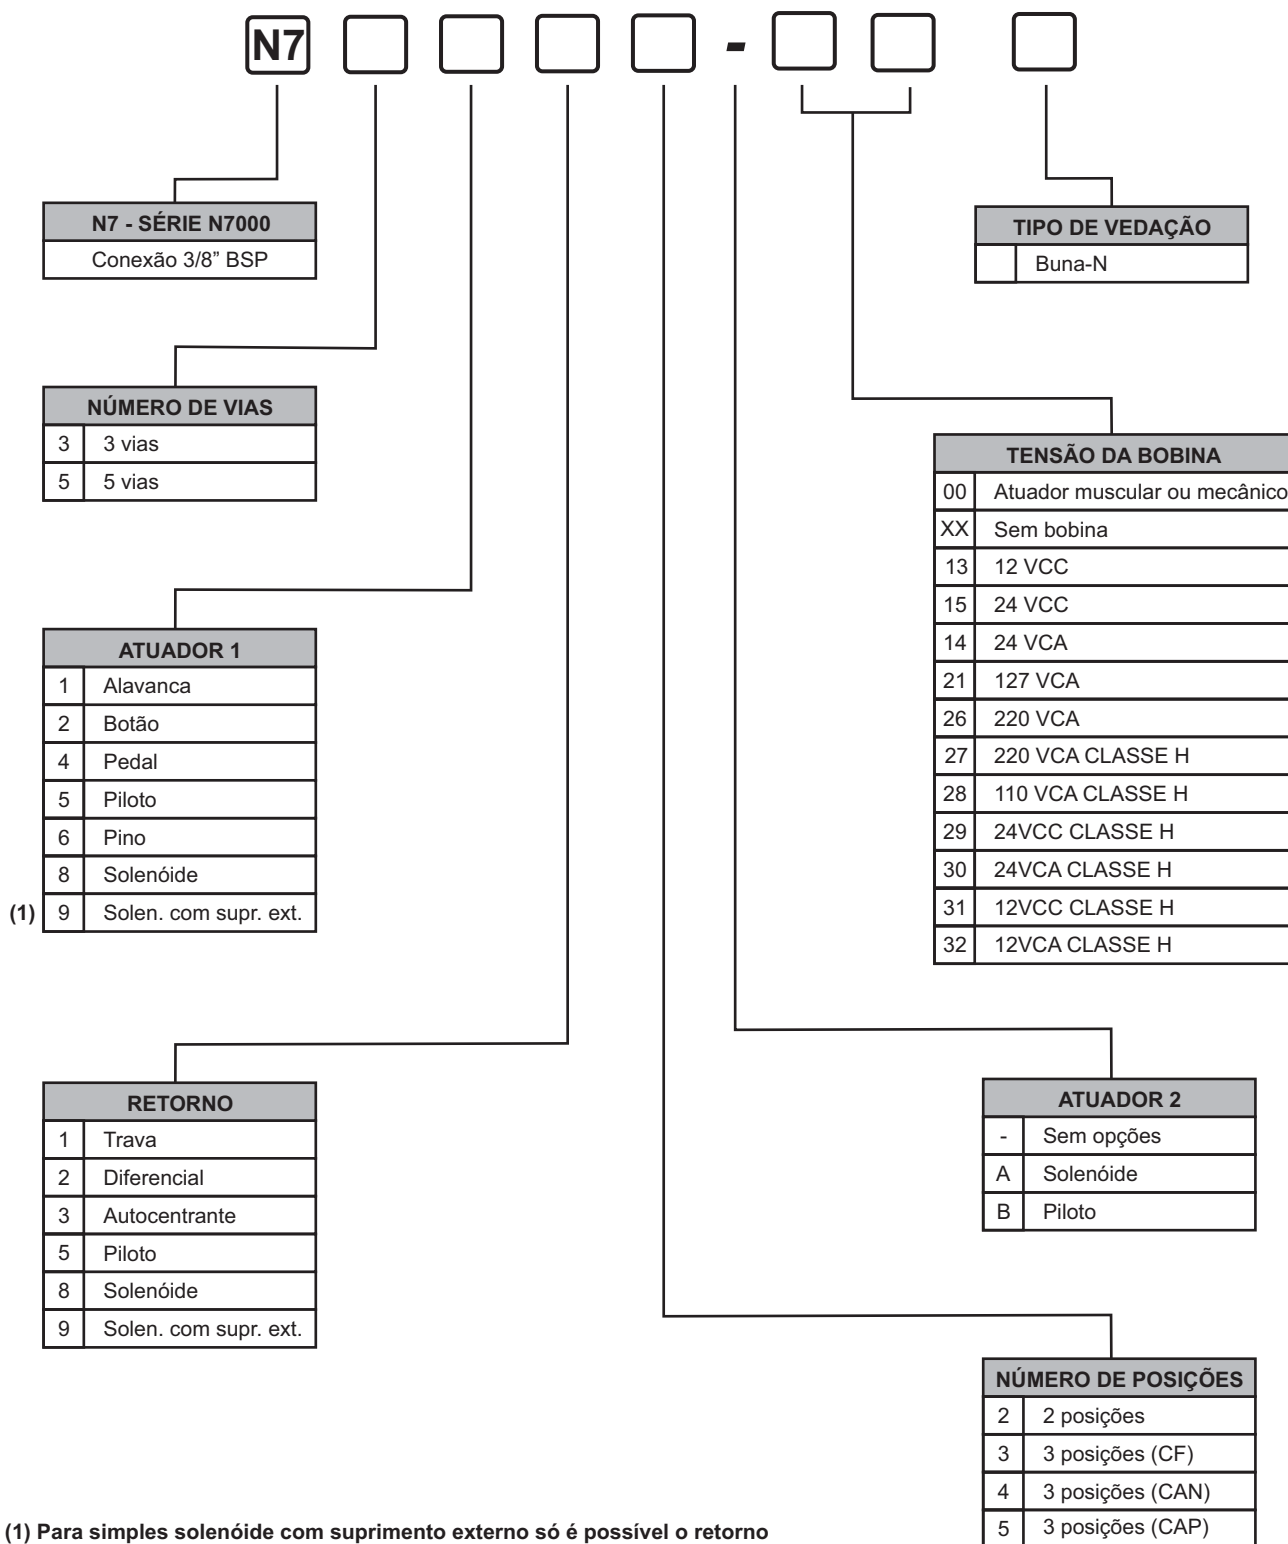 N7 -
N7 - SÉRIE N7000
Conexão 3/8” BSP
TIPO DE VEDAÇÃO
Buna-N
NÚMERO DE VIAS
3 3 vias
5 5 vias
TENSÃO DA BOBINA
00 Atuador muscular ou mecânico
XX Sem bobina
13 12 VCC
15 24 VCC
14 24 VCA
21 127 VCA
26 220 VCA
27 220 VCA CLASSE H
28 110 VCA CLASSE H
29 24VCC CLASSE H
30 24VCA CLASSE H
31 12VCC CLASSE H
32 12VCA CLASSE H
ATUADOR 1
1 Alavanca
2 Botão
4 Pedal
5 Piloto
6 Pino
8 Solenóide
(1) 9 Solen. com supr. ext.
RETORNO
1 Trava
2 Diferencial
3 Autocentrante
5 Piloto
8 Solenóide
9 Solen. com supr. ext.
ATUADOR 2
- Sem opções
A Solenóide
B Piloto
NÚMERO DE POSIÇÕES
2 2 posições
3 3 posições (CF)
4 3 posições (CAN)
5 3 posições (CAP)
(1) Para simples solenóide com suprimento externo só é possível o retorno